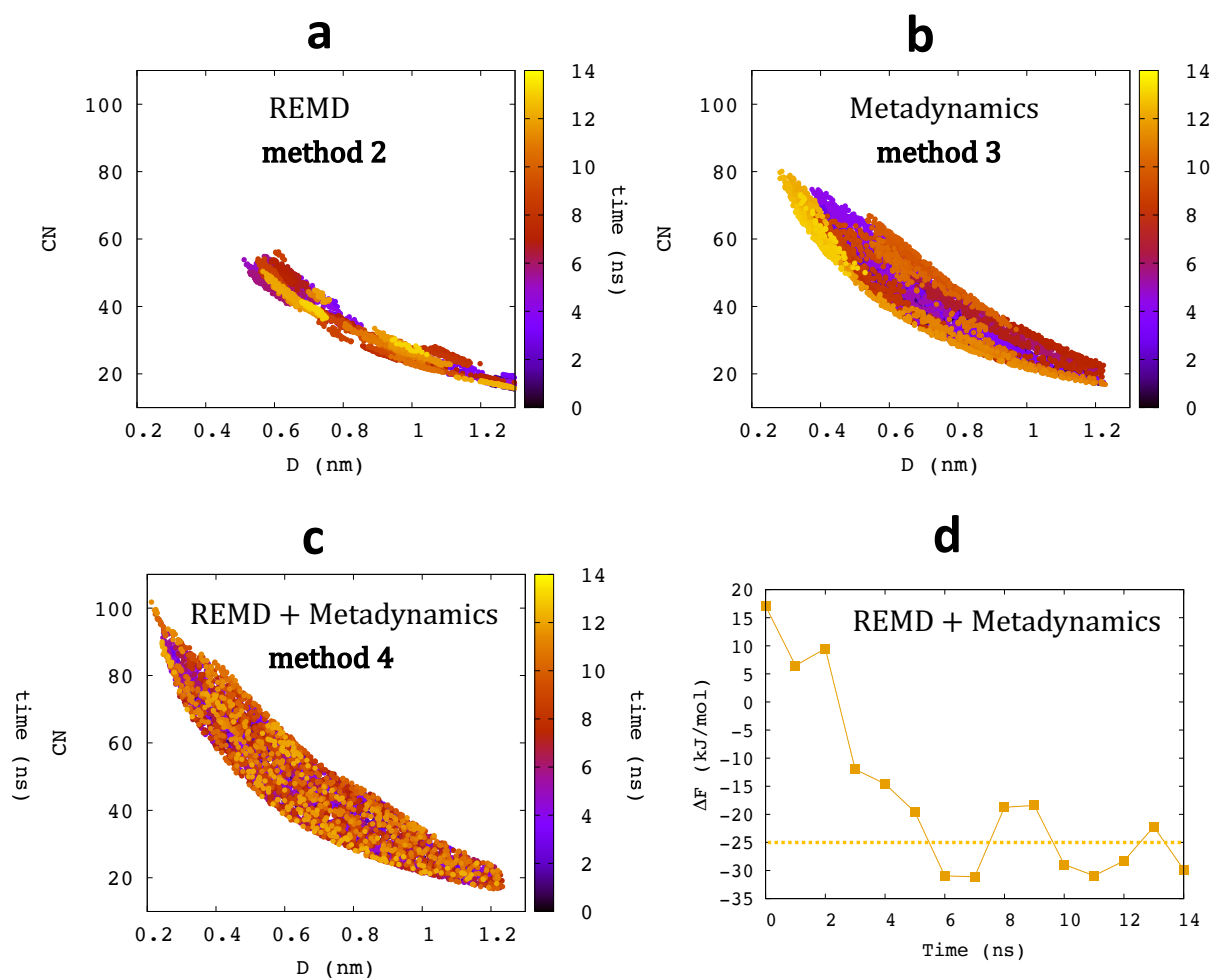 a
REMD
method 2
100
80
60
40
20
CN
0.2 0.4 0.6 0.8 1 1.2
D (nm)
14
12
10
8
6
4
2
0
time (ns)
b
Metadynamics
method 3
100
80
60
40
20
CN
0.2 0.4 0.6 0.8 1 1.2
D (nm)
14
12
10
8
6
4
2
0
c
REMD + Metadynamics
method 4
time (ns)
100
80
60
40
20
CN
0.2 0.4 0.6 0.8 1 1.2
D (nm)
14
12
10
8
6
4
2
0
time (ns)
d
REMD + Metadynamics
20
15
10
5
0
-5
-10
-15
-20
-25
-30
-35
ΔF (kJ/mol)
0 2 4 6 8 10 12 14
Time (ns)